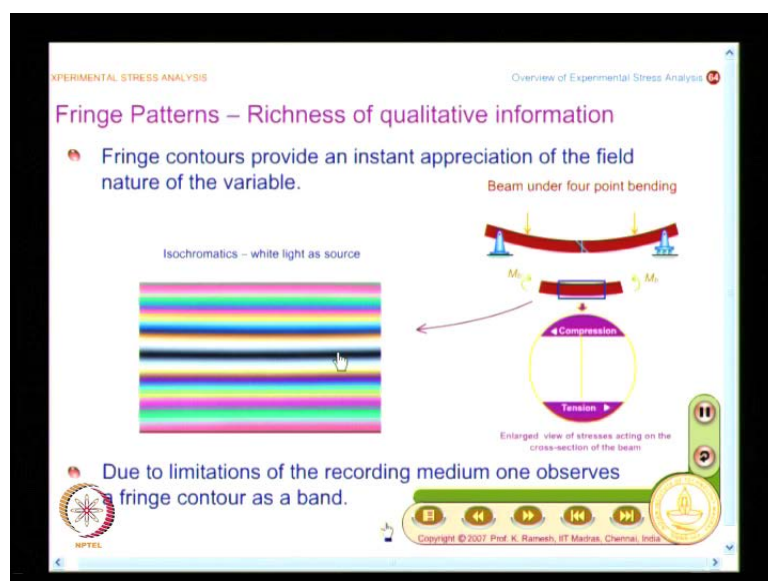 XPERIMENTAL STRESS ANALYSIS
Overview of Experimental Stress Analysis 64
Fringe Patterns – Richness of qualitative information
Fringe contours provide an instant appreciation of the field
nature of the variable.
Beam under four point bending
Isochromatics – white light as source
M_b M_b
Compression
Tension
Enlarged view of stresses acting on the
cross-section of the beam
Due to limitations of the recording medium one observes
a fringe contour as a band.
NPTEL
Copyright © 2007 Prof. K. Ramesh, IIT Madras, Chennai, India